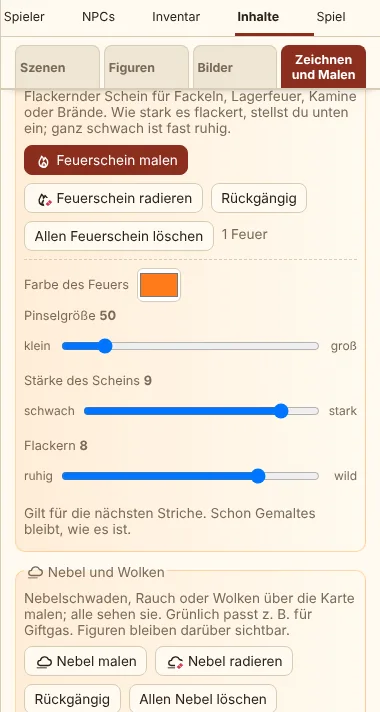 Spieler NPCs Inventar Inhalte Spiel
Szenen Figuren Bilder Zeichnen und Malen
Flackernder Schein für Fackeln, Lagerfeuer, Kamine
oder Brände. Wie stark es flackert, stellst du unten
ein; ganz schwach ist fast ruhig.
Feuerschein malen
Feuerschein radieren Rückgängig
Allen Feuerschein löschen 1 Feuer
Farbe des Feuers
Pinselgröße 50
klein groß
Stärke des Scheins 9
schwach stark
Flackern 8
ruhig wild
Gilt für die nächsten Striche. Schon Gemaltes
bleibt, wie es ist.
Nebel und Wolken
Nebelschwaden, Rauch oder Wolken über die Karte
malen; alle sehen sie. Grünlich passt z. B. für
Giftgas. Figuren bleiben darüber sichtbar.
Nebel malen Nebel radieren
Rückgängig Allen Nebel löschen